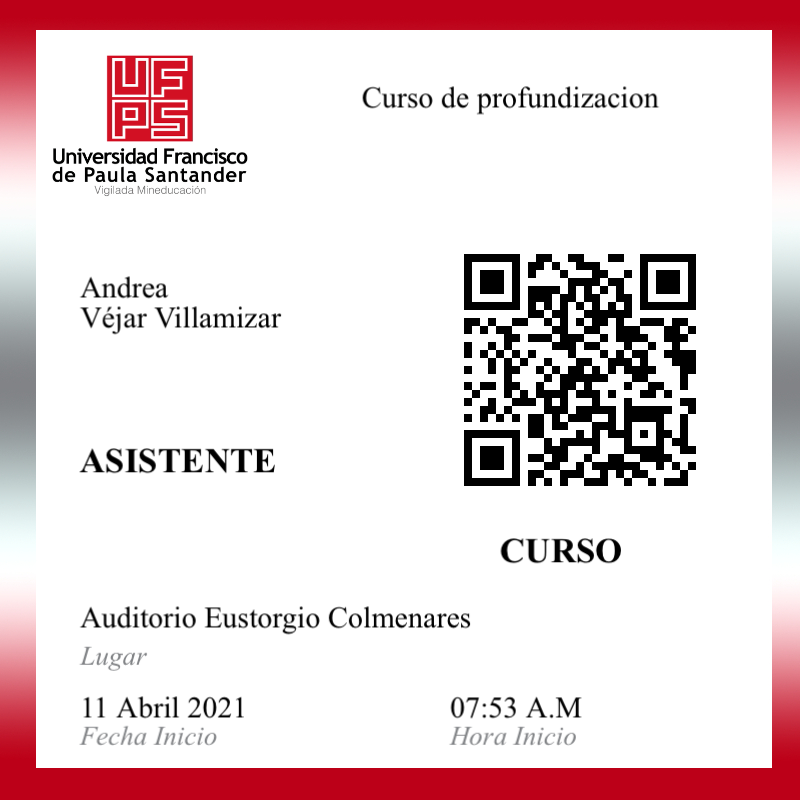 UFPS
Universidad Francisco
de Paula Santander
Vigilada Mineducación
Curso de profundizacion
Andrea
Véjar Villamizar
ASISTENTE
CURSO
Auditorio Eustorgio Colmenares
Lugar
11 Abril 2021
Fecha Inicio
07:53 A.M
Hora Inicio